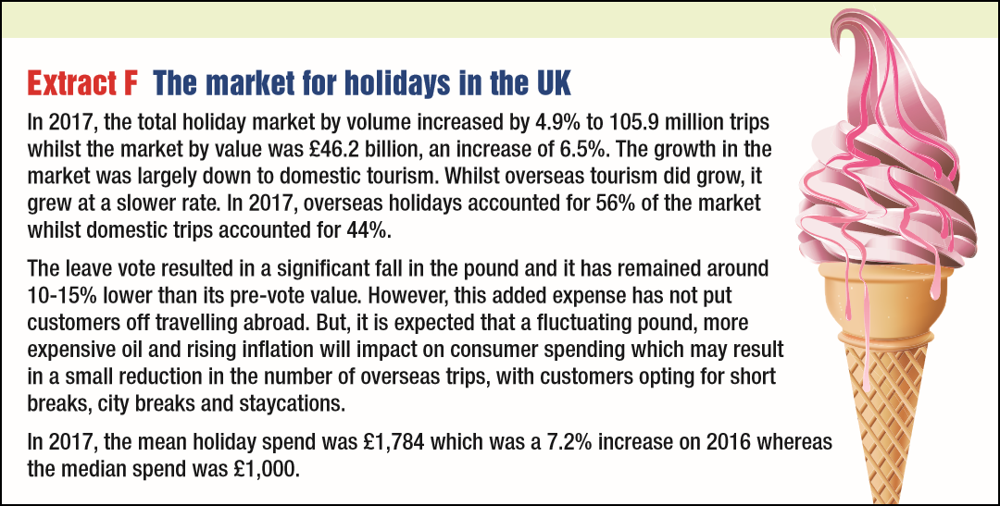 Extract F The market for holidays in the UK
In 2017, the total holiday market by volume increased by 4.9% to 105.9 million trips
whilst the market by value was £46.2 billion, an increase of 6.5%. The growth in the
market was largely down to domestic tourism. Whilst overseas tourism did grow, it
grew at a slower rate. In 2017, overseas holidays accounted for 56% of the market
whilst domestic trips accounted for 44%.
The leave vote resulted in a significant fall in the pound and it has remained around
10-15% lower than its pre-vote value. However, this added expense has not put
customers off travelling abroad. But, it is expected that a fluctuating pound, more
expensive oil and rising inflation will impact on consumer spending which may result
in a small reduction in the number of overseas trips, with customers opting for short
breaks, city breaks and staycations.
In 2017, the mean holiday spend was £1,784 which was a 7.2% increase on 2016 whereas
the median spend was £1,000.